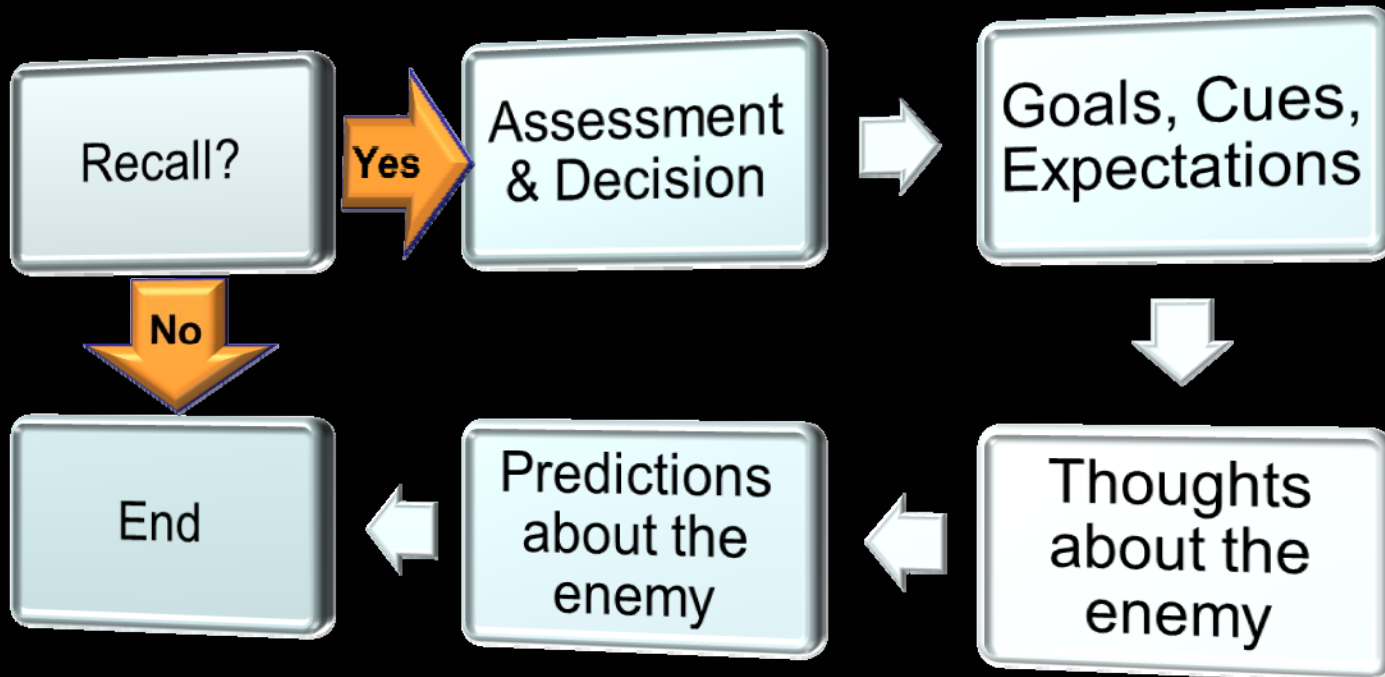 Recall?
Yes
Assessment
& Decision
Goals, Cues,
Expectations
No
End
Predictions
about the
enemy
Thoughts
about the
enemy